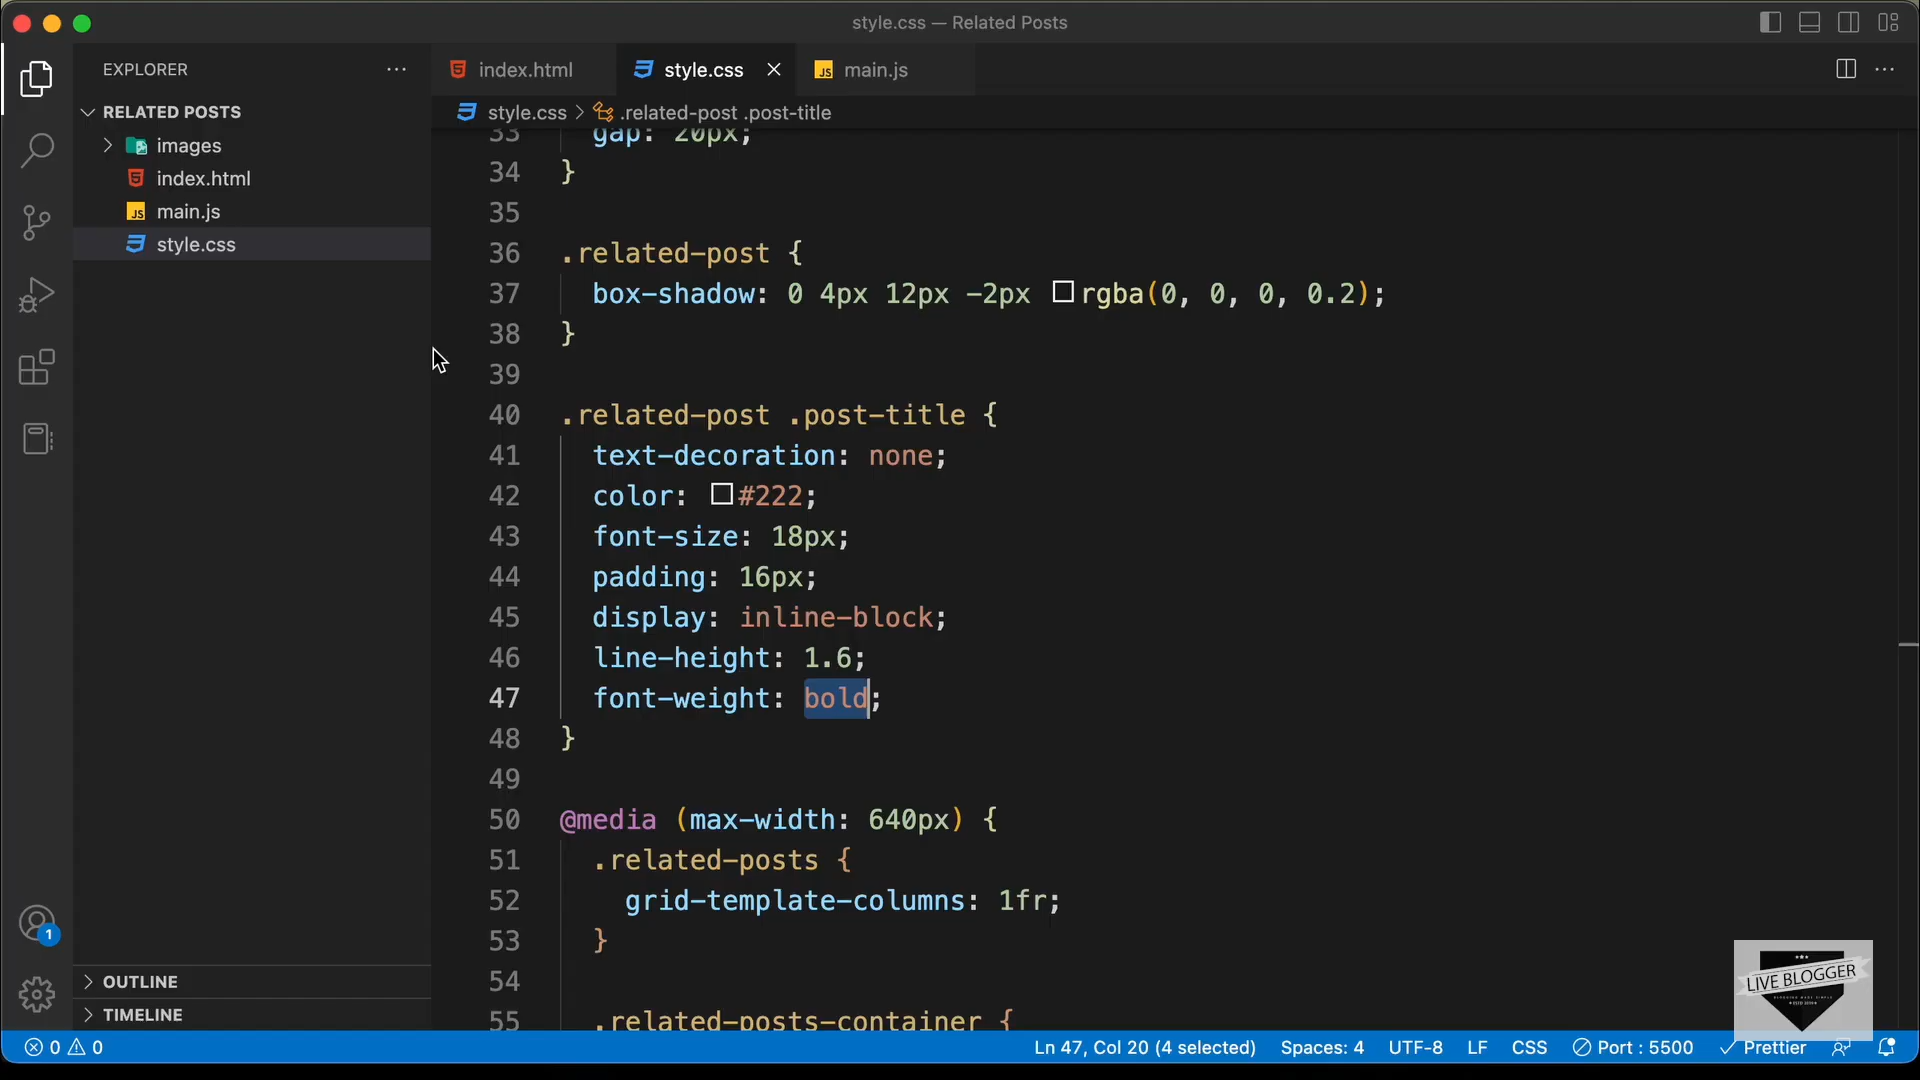 style.css — Related Posts
EXPLORER
RELATED POSTS
images
index.html
main.js
style.css
OUTLINE
TIMELINE
index.html
style.css
main.js
style.css > .related-post .post-title
33 gap: 20px;
34 }
35
36 .related-post {
37 box-shadow: 0 4px 12px -2px rgba(0, 0, 0, 0.2);
38 }
39
40 .related-post .post-title {
41 text-decoration: none;
42 color: #222;
43 font-size: 18px;
44 padding: 16px;
45 display: inline-block;
46 line-height: 1.6;
47 font-weight: bold;
48 }
49
50 @media (max-width: 640px) {
51 .related-posts {
52 grid-template-columns: 1fr;
53 }
54
55 .related-posts-container {
1
LIVE BLOGGER
0 0 Ln 47, Col 20 (4 selected) Spaces: 4 UTF-8 LF CSS Port : 5500 Prettier